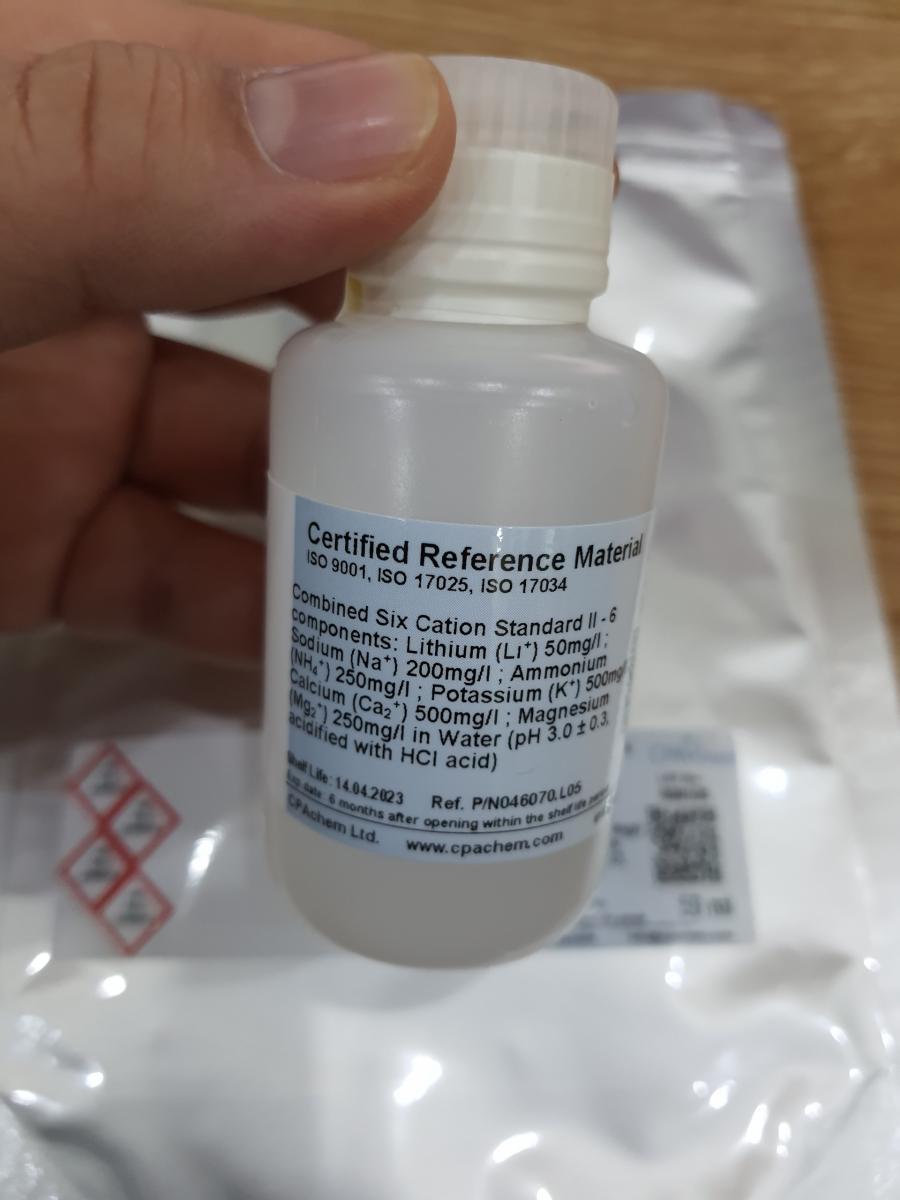 Certified Reference Material
ISO 9001, ISO 17025, ISO 17034
Combined Six Cation Standard II - 6
components: Lithium (Li⁺) 50mg/l ;
Sodium (Na⁺) 200mg/l ; Ammonium
(NH₄⁺) 250mg/l ; Potassium (K⁺) 500mg/l
Calcium (Ca₂⁺) 500mg/l ; Magnesium
(Mg₂⁺) 250mg/l in Water (pH 3.0 ± 0.3,
acidified with HCl acid)
Shelf Life: 14.04.2023 Ref. P/N046070.L05
Exp date: 6 months after opening within the shelf life
CPAchem Ltd. www.cpachem.com